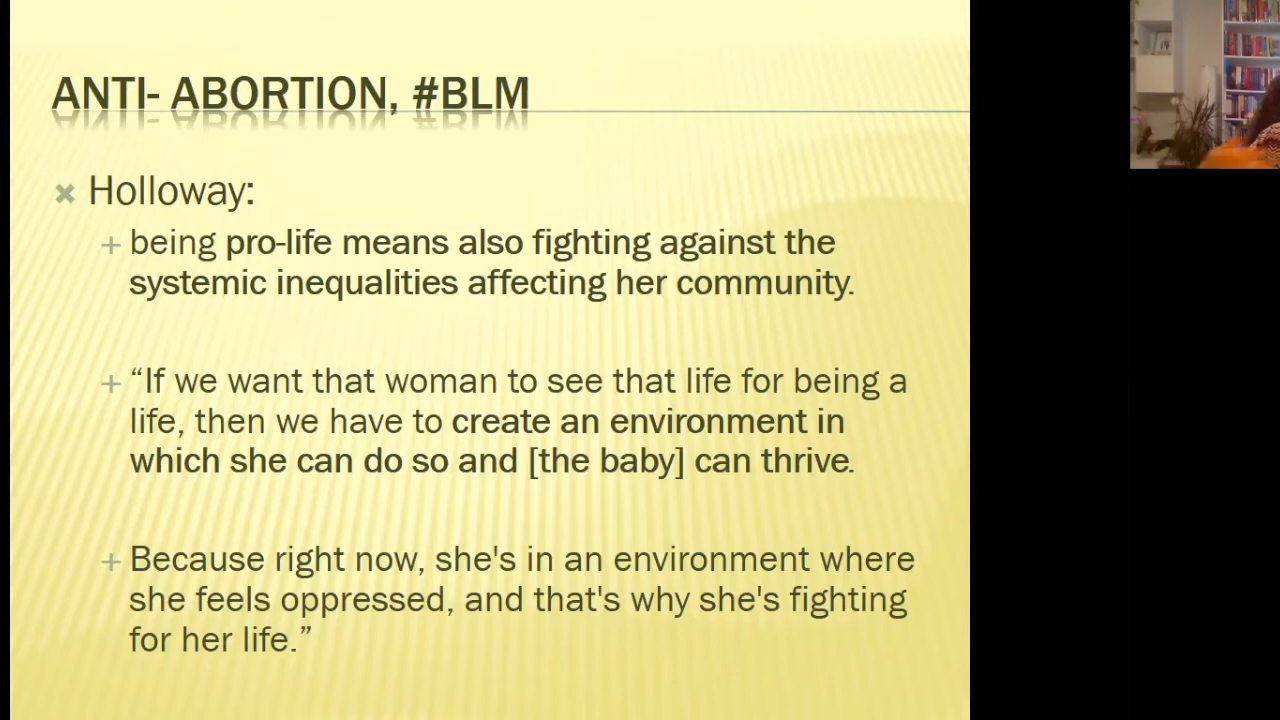 ANTI- ABORTION, #BLM
Holloway:
being pro-life means also fighting against the
systemic inequalities affecting her community.
“If we want that woman to see that life for being a
life, then we have to create an environment in
which she can do so and [the baby] can thrive.
Because right now, she's in an environment where
she feels oppressed, and that's why she's fighting
for her life.”